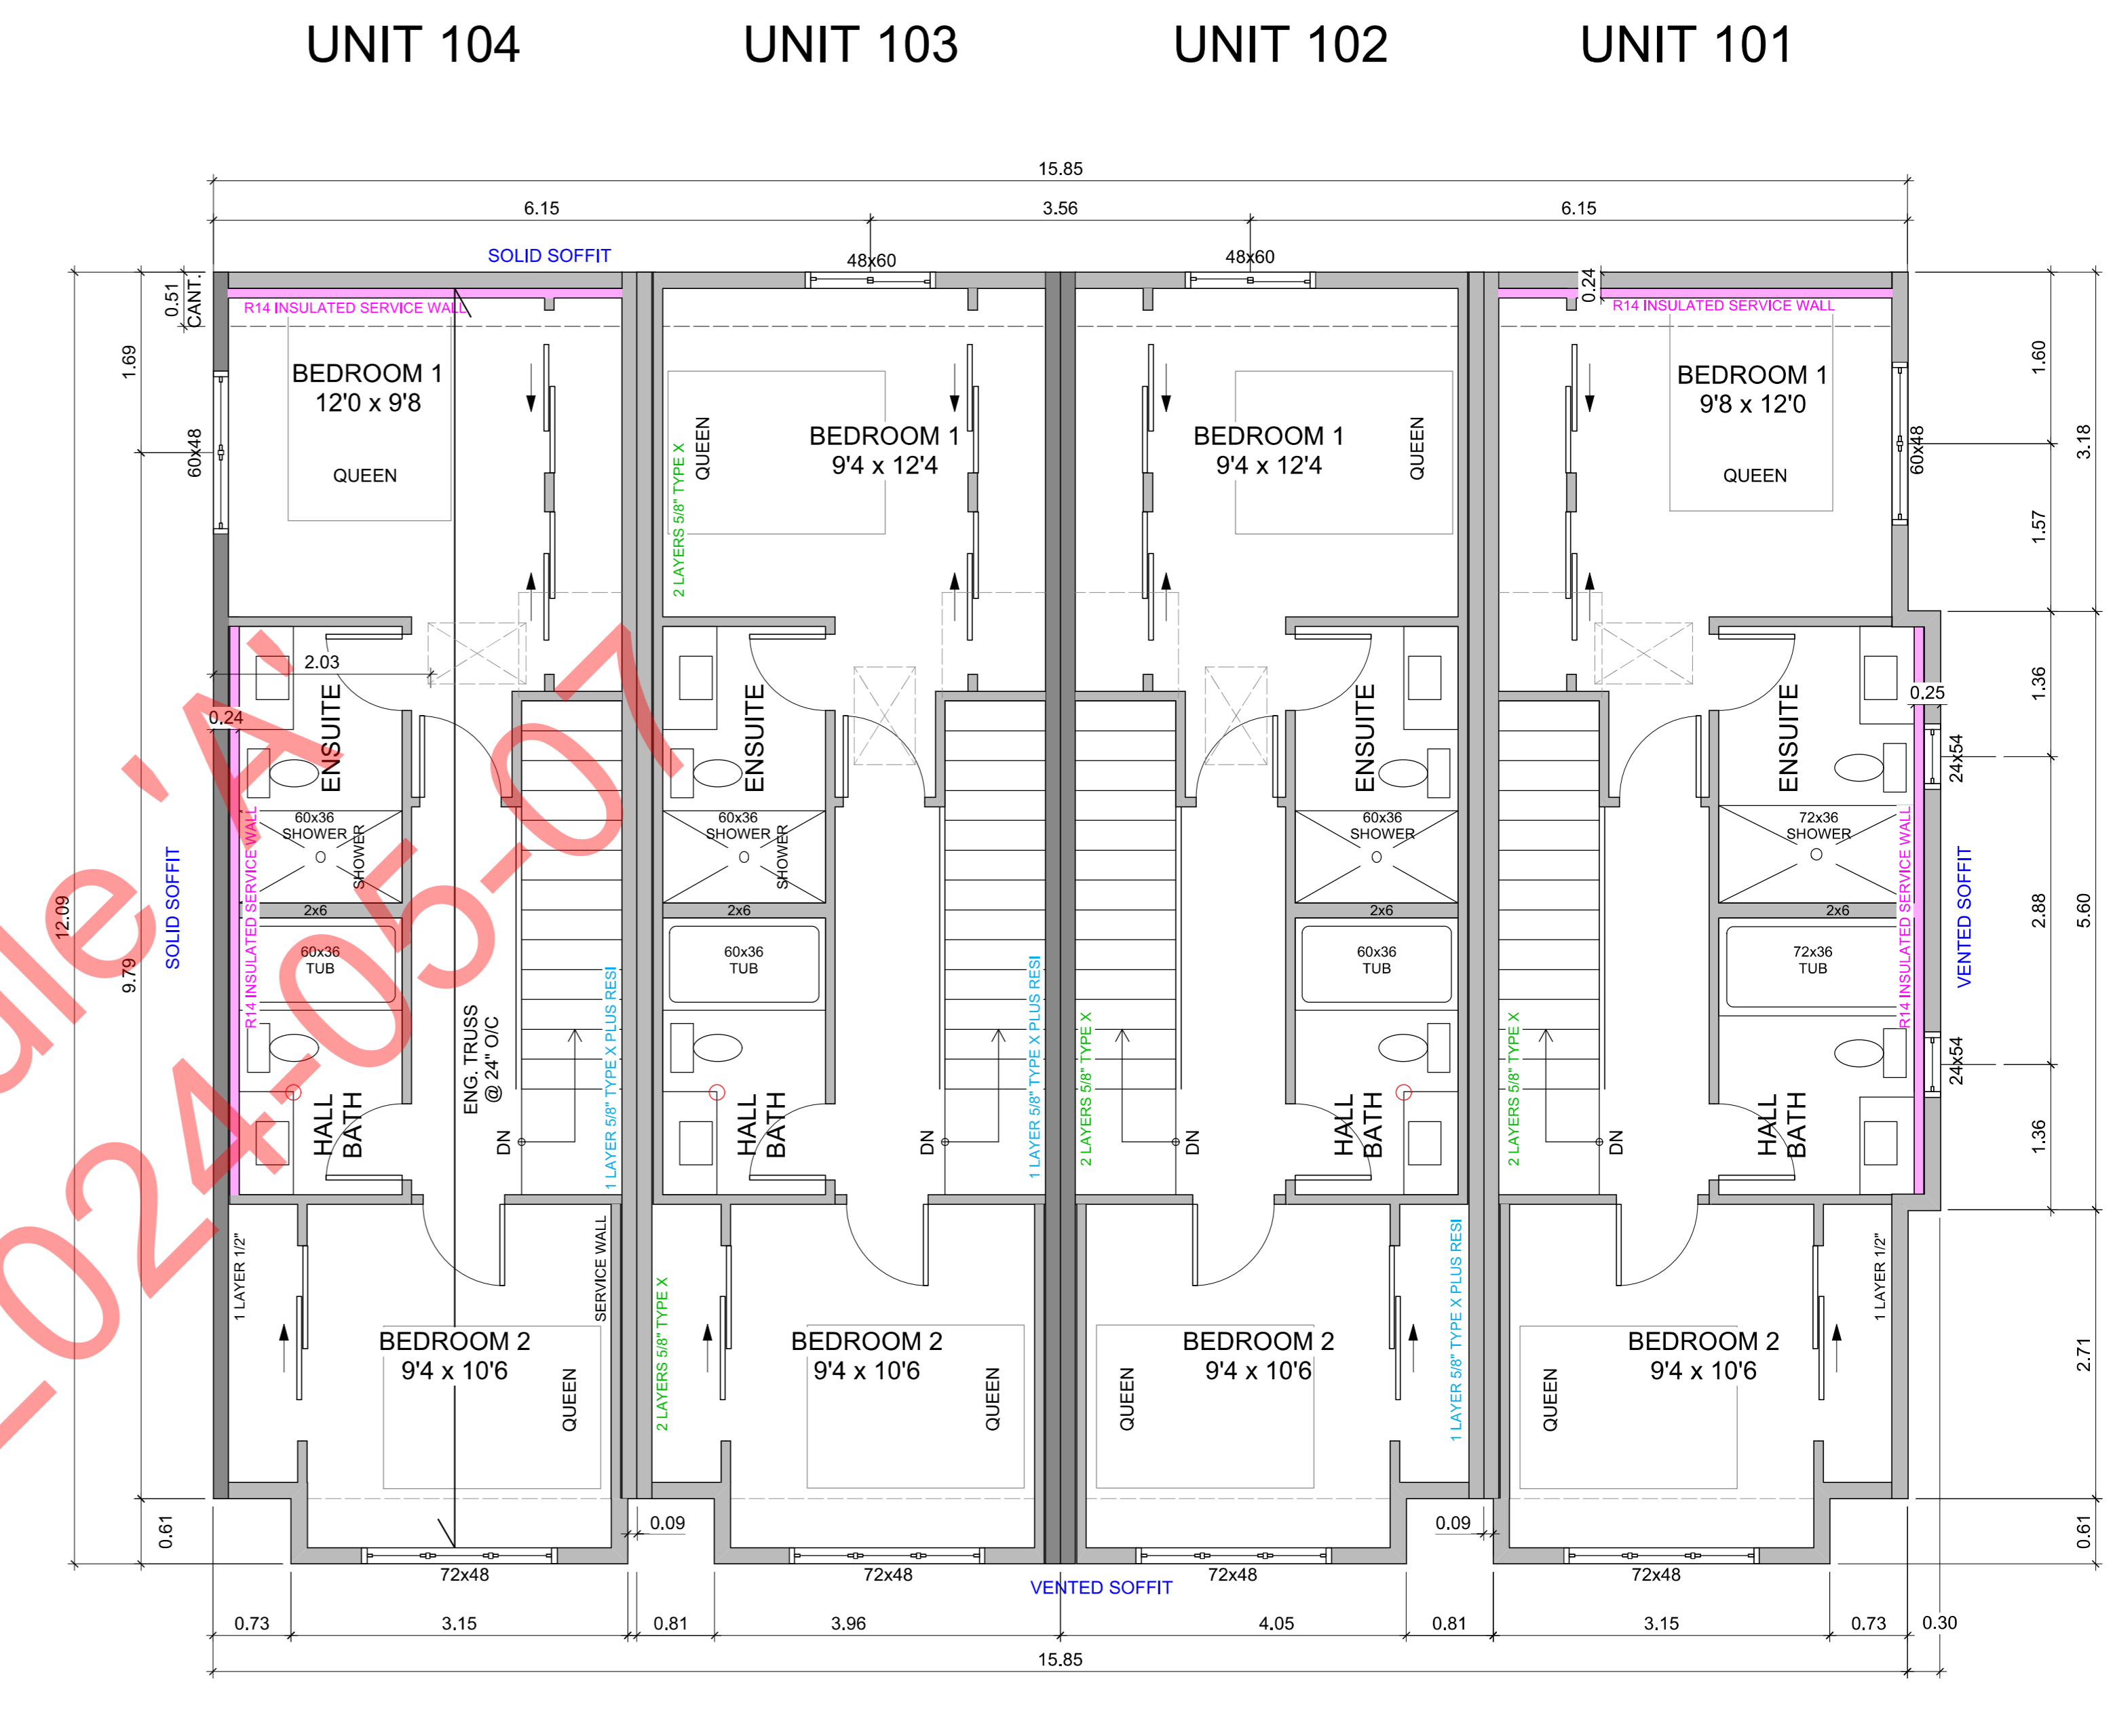 UNIT 104
UNIT 103
UNIT 102
UNIT 101
15.85
6.15
3.56
6.15
SOLID SOFFIT
48x60
48x60
0.51
CANT.
R14 INSULATED SERVICE WALL
0.24
R14 INSULATED SERVICE WALL
1.69
60x48
BEDROOM 1
12'0 x 9'8
QUEEN
2 LAYERS 5/8" TYPE X
QUEEN
BEDROOM 1
9'4 x 12'4
BEDROOM 1
9'4 x 12'4
QUEEN
BEDROOM 1
9'8 x 12'0
QUEEN
60x48
1.60
3.18
1.57
2.03
0.24
ENSUITE
ENSUITE
ENSUITE
ENSUITE
0.25
1.36
24x54
60x36
SHOWER
SHOWER
60x36
SHOWER
SHOWER
60x36
SHOWER
72x36
SHOWER
12.09
9.79
SOLID SOFFIT
R14 INSULATED SERVICE WALL
2x6
2x6
2x6
2x6
R14 INSULATED SERVICE WALL
VENTED SOFFIT
2.88
5.60
60x36
TUB
60x36
TUB
60x36
TUB
72x36
TUB
ENG. TRUSS
@ 24" O/C
1 LAYER 5/8" TYPE X PLUS RESI
1 LAYER 5/8" TYPE X PLUS RESI
2 LAYERS 5/8" TYPE X
2 LAYERS 5/8" TYPE X
24x54
HALL
BATH
DN
HALL
BATH
DN
DN
HALL
BATH
DN
HALL
BATH
1.36
1 LAYER 1/2"
SERVICE WALL
2 LAYERS 5/8" TYPE X
1 LAYER 5/8" TYPE X PLUS RESI
1 LAYER 1/2"
BEDROOM 2
9'4 x 10'6
QUEEN
BEDROOM 2
9'4 x 10'6
QUEEN
QUEEN
BEDROOM 2
9'4 x 10'6
QUEEN
BEDROOM 2
9'4 x 10'6
2.71
0.61
0.09
0.09
0.61
72x48
72x48
72x48
72x48
VENTED SOFFIT
0.73
3.15
0.81
3.96
4.05
0.81
3.15
0.73
0.30
15.85
ule 'A'
024-05-07